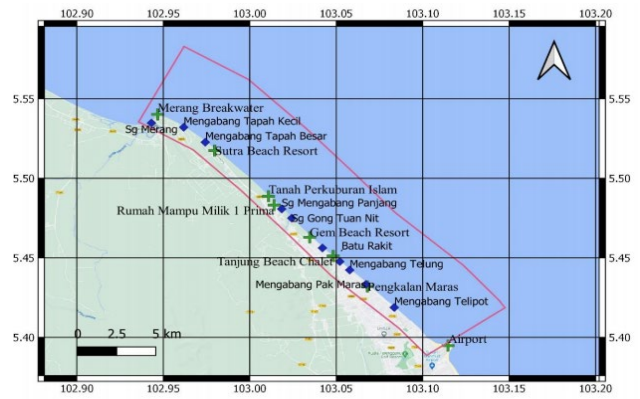 102.90 102.95 103.00 103.05 103.10 103.15 103.20
5.55
5.50
5.45
5.40
5.55
5.50
5.45
5.40
Merang Breakwater
Mengabang Tapah Kecil
Sg Merang
Mengabang Tapah Besar
Sutra Beach Resort
Tanah Perkuburan Islam
Sg Mengabang Panjang
Rumah Mampu Milik 1 Prima
Sg Gong Tuan Nit
Gem Beach Resort
Batu Rakit
Tanjung Beach Chalet
Mengabang Telung
Mengabang Pak Maras
Pengkalan Maras
Mengabang Telipot
Airport
0 2.5 5 km
102.90 102.95 103.00 103.05 103.10 103.15 103.20